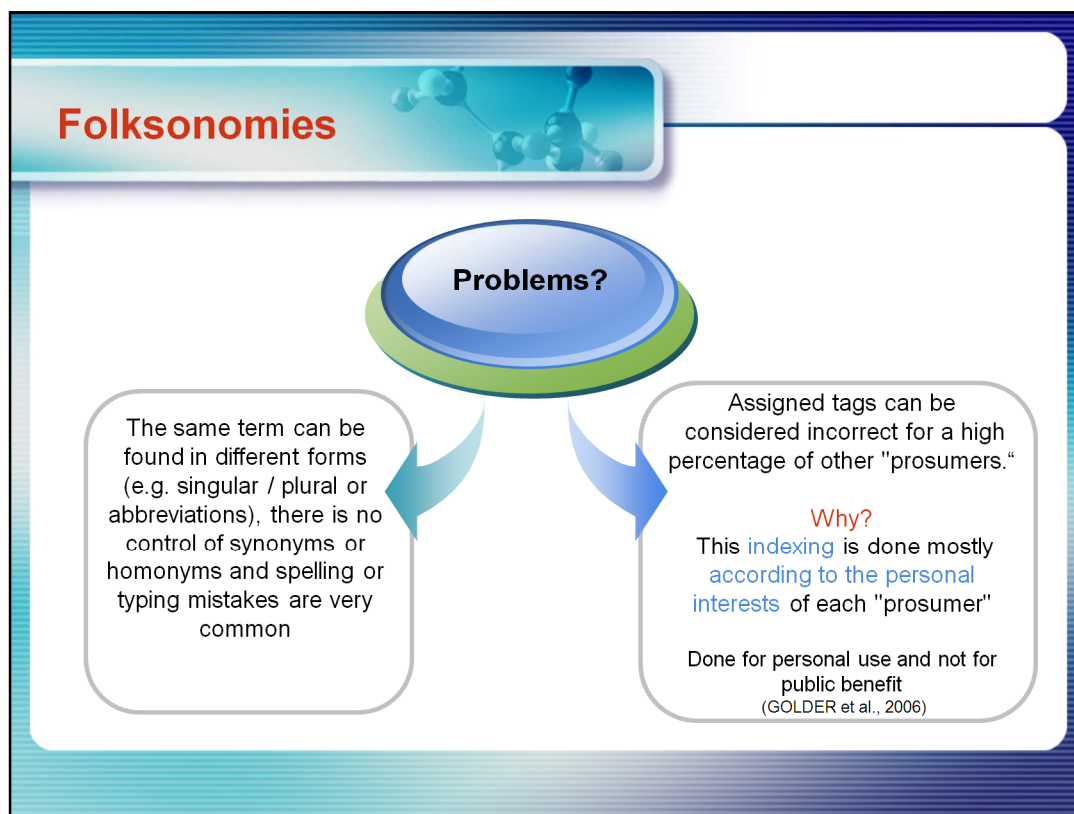 Folksonomies
Problems?
The same term can be
found in different forms
(e.g. singular / plural or
abbreviations), there is no
control of synonyms or
homonyms and spelling or
typing mistakes are very
common
Assigned tags can be
considered incorrect for a high
percentage of other "prosumers.“
Why?
This indexing is done mostly
according to the personal
interests of each "prosumer"
Done for personal use and not for
public benefit
(GOLDER et al., 2006)